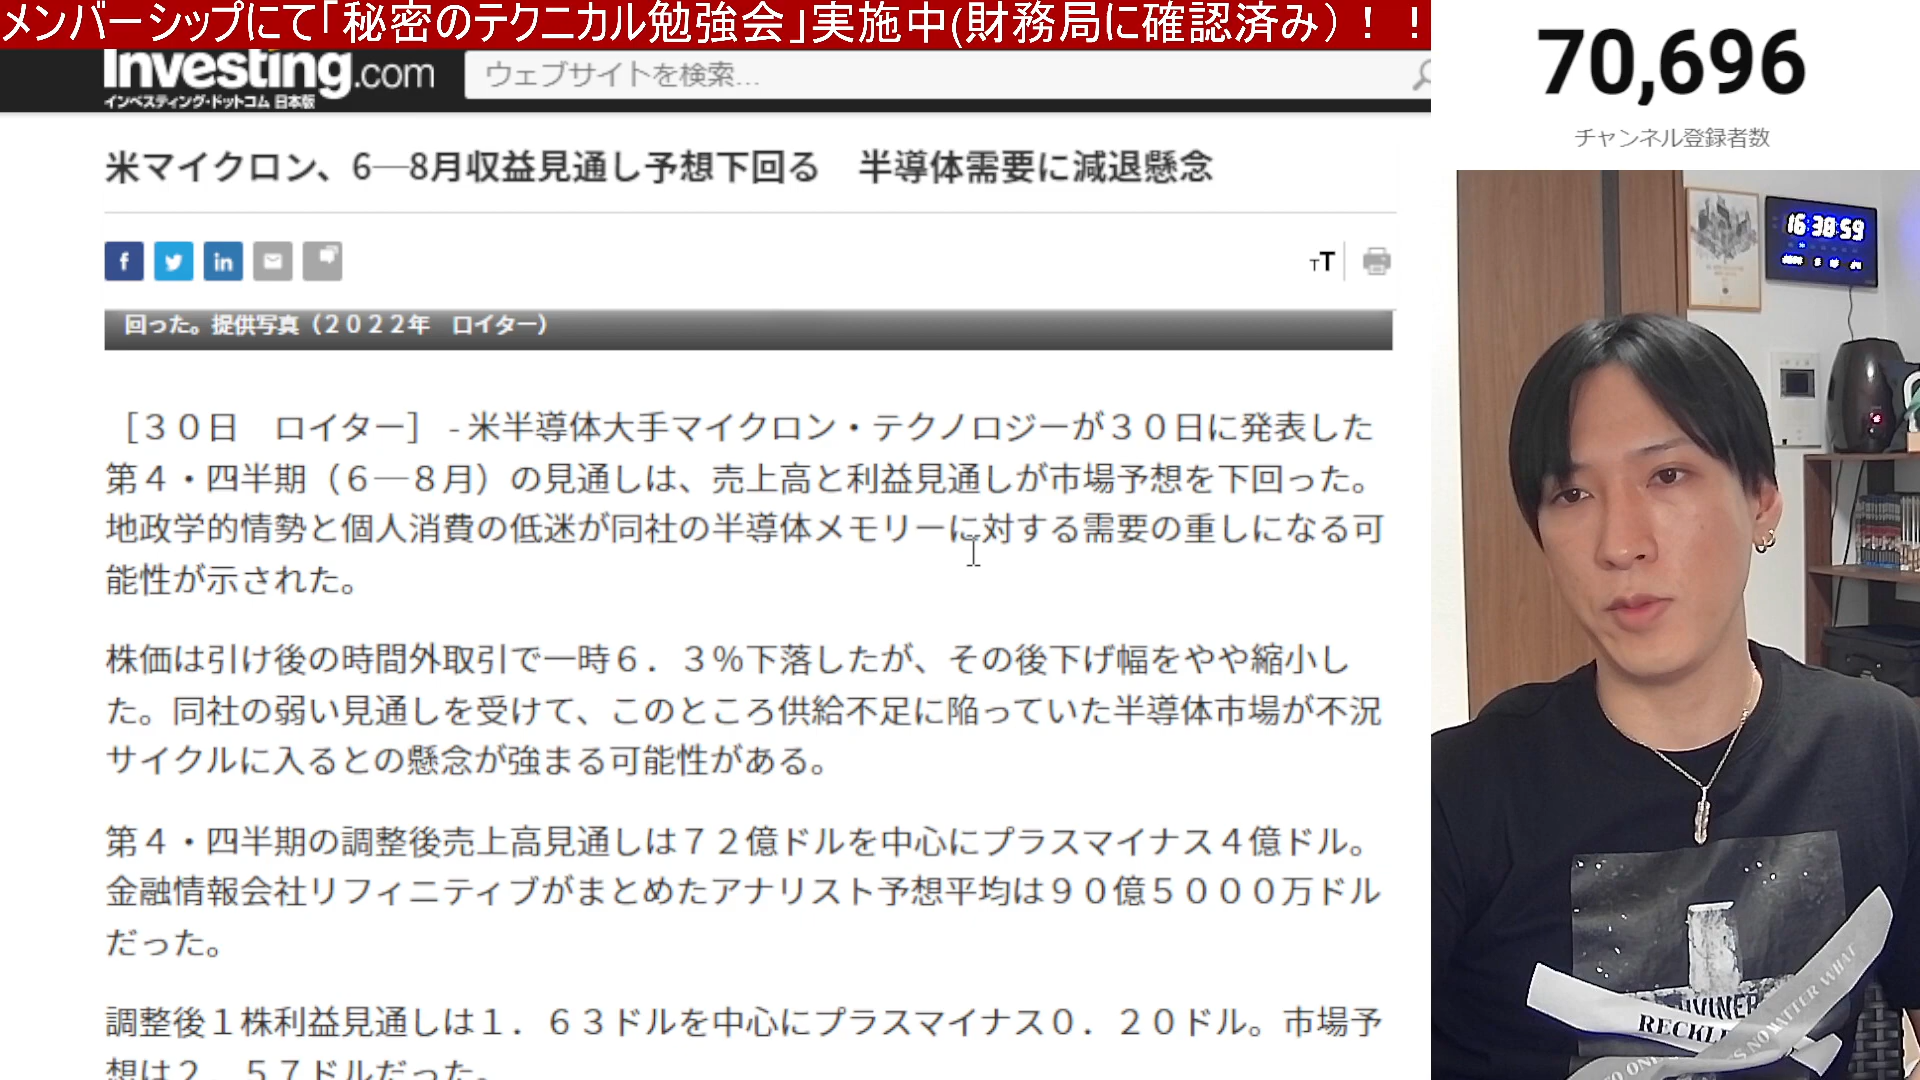 メンバーシップにて「秘密のテクニカル勉強会」実施中(財務局に確認済み）！！
Investing.com
インベスティング・ドットコム 日本版
ウェブサイトを検索...
70,696
チャンネル登録者数
米マイクロン、6─8月収益見通し予想下回る　半導体需要に減退懸念
f
in
TT
回った。提供写真（２０２２年　ロイター）
［３０日　ロイター］ - 米半導体大手マイクロン・テクノロジーが３０日に発表した
第４・四半期（６─８月）の見通しは、売上高と利益見通しが市場予想を下回った。
地政学的情勢と個人消費の低迷が同社の半導体メモリーに対する需要の重しになる可
能性が示された。
株価は引け後の時間外取引で一時６．３％下落したが、その後下げ幅をやや縮小し
た。同社の弱い見通しを受けて、このところ供給不足に陥っていた半導体市場が不況
サイクルに入るとの懸念が強まる可能性がある。
第４・四半期の調整後売上高見通しは７２億ドルを中心にプラスマイナス４億ドル。
金融情報会社リフィニティブがまとめたアナリスト予想平均は９０億５０００万ドル
だった。
調整後１株利益見通しは１．６３ドルを中心にプラスマイナス０．２０ドル。市場予
想は２．５７ドルだった。
16:38:59
RECKL
NO MATTER WHAT